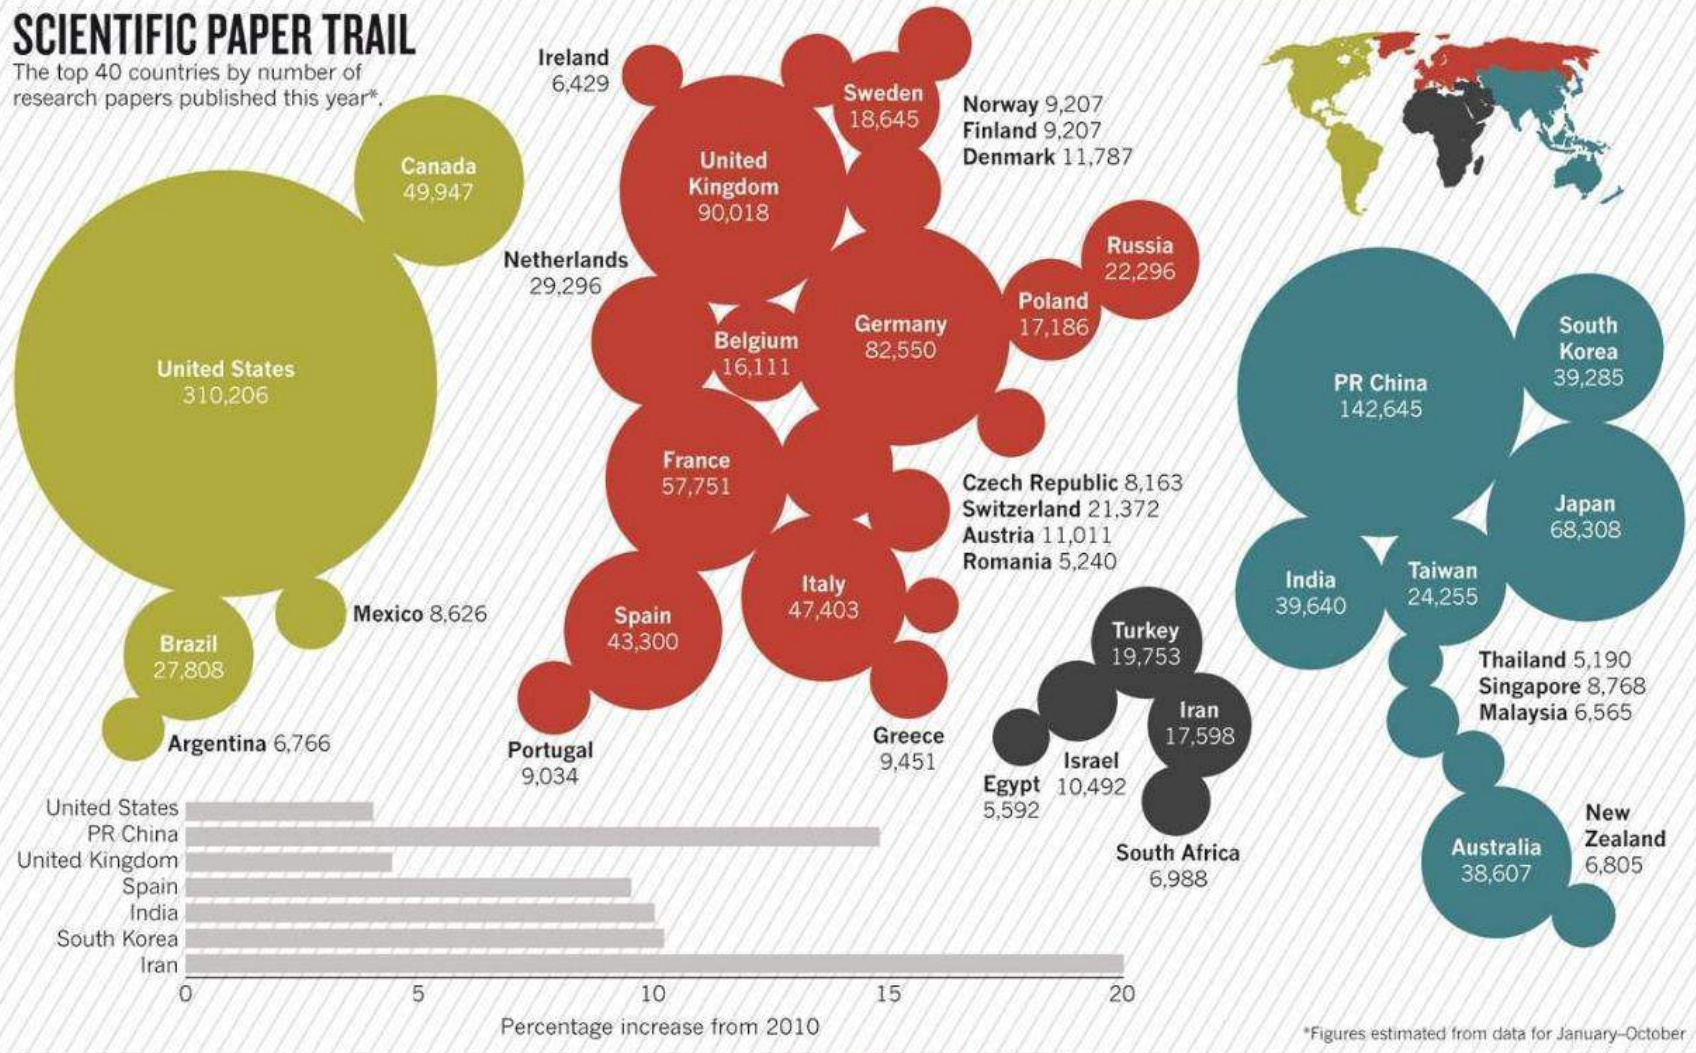 SCIENTIFIC PAPER TRAIL
The top 40 countries by number of
research papers published this year*.
Canada
49,947
United States
310,206
Brazil
27,808
Mexico 8,626
Argentina 6,766
Ireland
6,429
United
Kingdom
90,018
Sweden
18,645
Norway 9,207
Finland 9,207
Denmark 11,787
Netherlands
29,296
Belgium
16,111
Germany
82,550
Poland
17,186
Russia
22,296
France
57,751
Czech Republic 8,163
Switzerland 21,372
Austria 11,011
Romania 5,240
Spain
43,300
Italy
47,403
Portugal
9,034
Greece
9,451
Turkey
19,753
Iran
17,598
Israel
10,492
Egypt
5,592
South Africa
6,988
PR China
142,645
South
Korea
39,285
Japan
68,308
India
39,640
Taiwan
24,255
Thailand 5,190
Singapore 8,768
Malaysia 6,565
Australia
38,607
New
Zealand
6,805
United States
PR China
United Kingdom
Spain
India
South Korea
Iran
0 5 10 15 20
Percentage increase from 2010
*Figures estimated from data for January–October